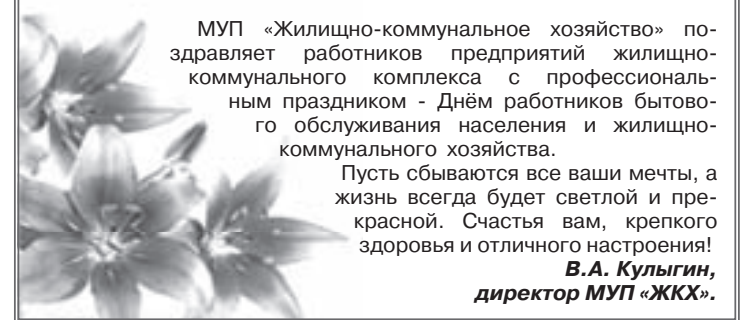 МУП «Жилищно-коммунальное хозяйство» по-
здравляет работников предприятий жилищно-
коммунального комплекса с профессиональ-
ным праздником - Днём работников бытово-
го обслуживания населения и жилищно-
коммунального хозяйства.
Пусть сбываются все ваши мечты, а
жизнь всегда будет светлой и пре-
красной. Счастья вам, крепкого
здоровья и отличного настроения!
В.А. Кулыгин,
директор МУП «ЖКХ».